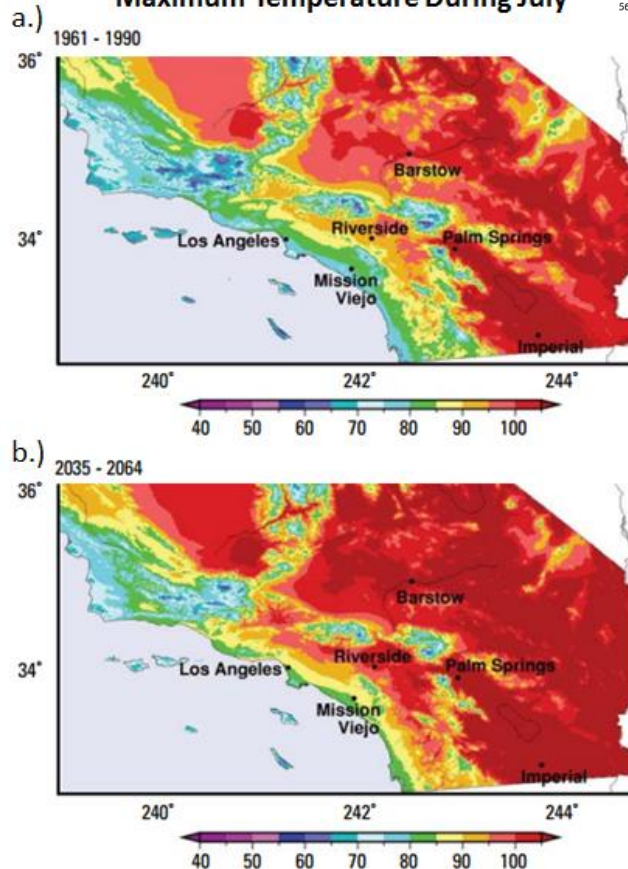 Maximum Temperature During July
56
a.)
1961 - 1990
36°
34°
Barstow
Riverside
Los Angeles
Palm Springs
Mission
Viejo
Imperial
240° 242° 244°
40 50 60 70 80 90 100
b.)
2035 - 2064
36°
34°
Barstow
Riverside
Los Angeles
Palm Springs
Mission
Viejo
Imperial
240° 242° 244°
40 50 60 70 80 90 100